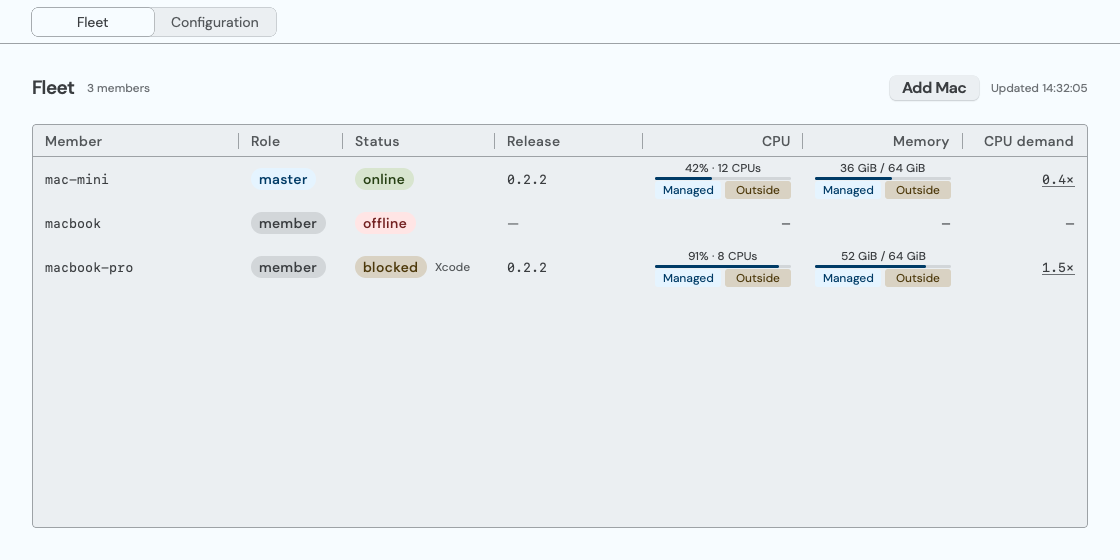 Fleet Configuration
Fleet 3 members Add Mac Updated 14:32:05
Member Role Status Release CPU Memory CPU demand
mac-mini master online 0.2.2 42% · 12 CPUs Managed Outside 36 GiB / 64 GiB Managed Outside 0.4×
macbook member offline — — — —
macbook-pro member blocked Xcode 0.2.2 91% · 8 CPUs Managed Outside 52 GiB / 64 GiB Managed Outside 1.5×